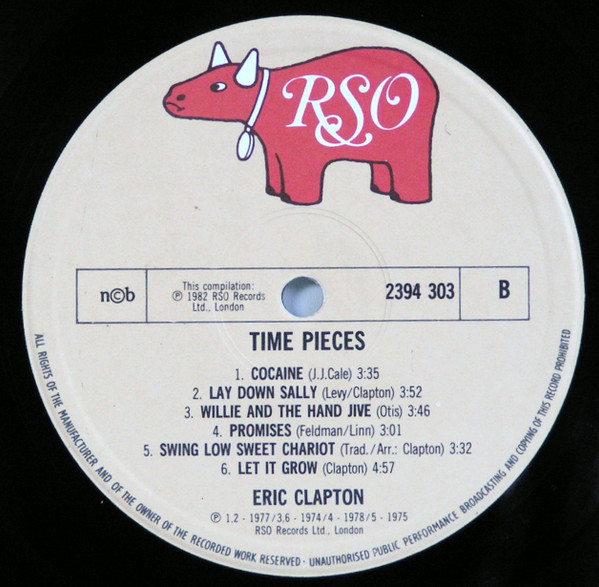 RSO
n©b
This compilation:
℗ 1982 RSO Records
Ltd., London
2394 303
B
TIME PIECES
1. COCAINE (J.J.Cale) 3:35
2. LAY DOWN SALLY (Levy/Clapton) 3:52
3. WILLIE AND THE HAND JIVE (Otis) 3:46
4. PROMISES (Feldman/Linn) 3:01
5. SWING LOW SWEET CHARIOT (Trad./Arr.: Clapton) 3:32
6. LET IT GROW (Clapton) 4:57
ERIC CLAPTON
℗ 1,2 - 1977/3,6 - 1974/4 - 1978/5 - 1975
RSO Records Ltd., London
ALL RIGHTS OF THE MANUFACTURER AND OF THE OWNER OF THE RECORDED WORK RESERVED · UNAUTHORISED PUBLIC PERFORMANCE BROADCASTING AND COPYING OF THIS RECORD PROHIBITED